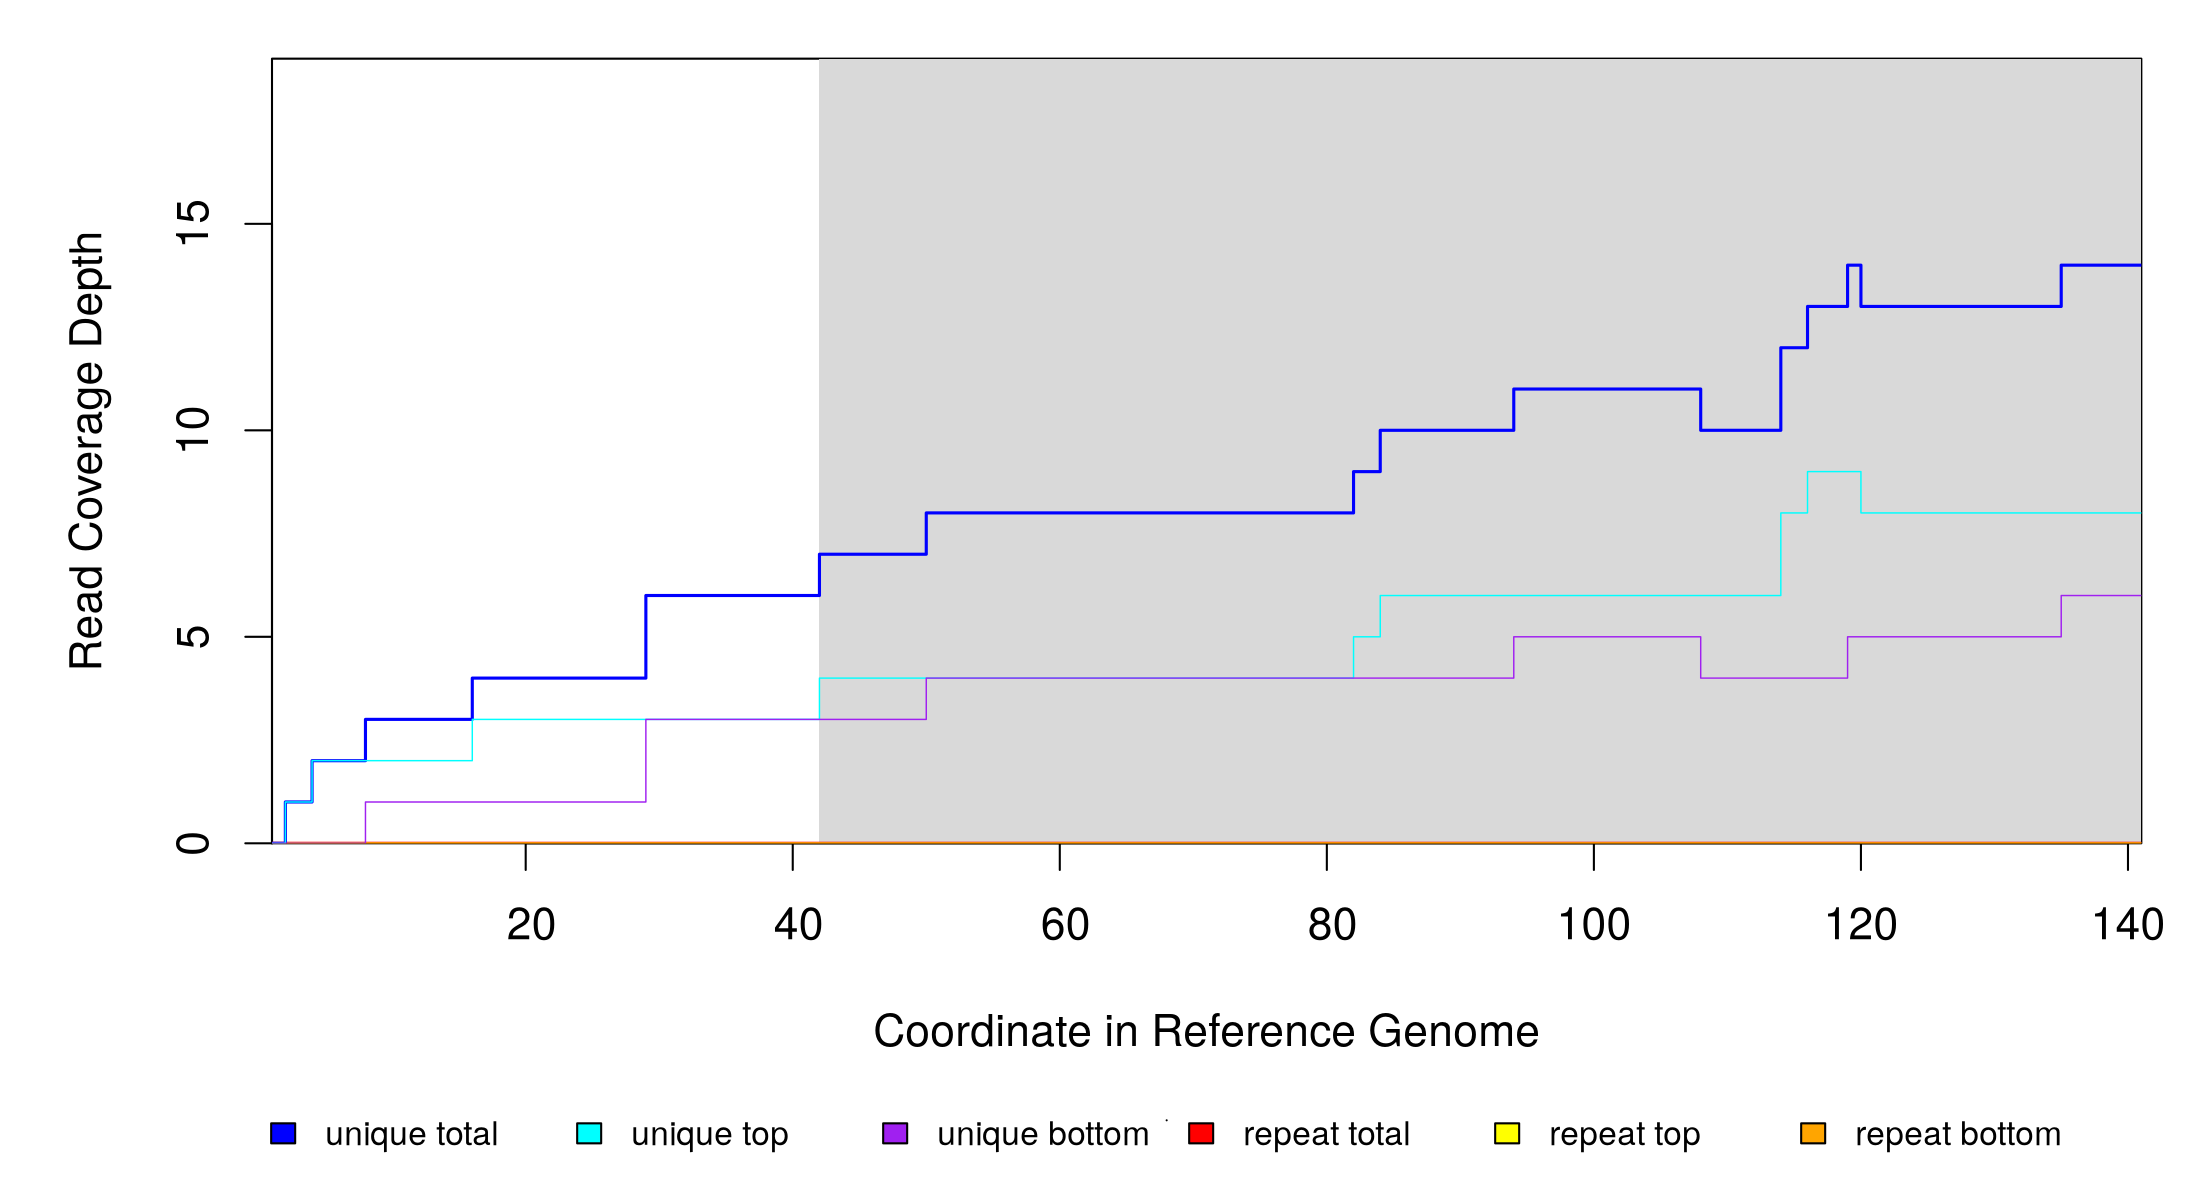 Read Coverage Depth
15
10
5
0
20 40 60 80 100 120 140
Coordinate in Reference Genome
unique total unique top unique bottom repeat total repeat top repeat bottom